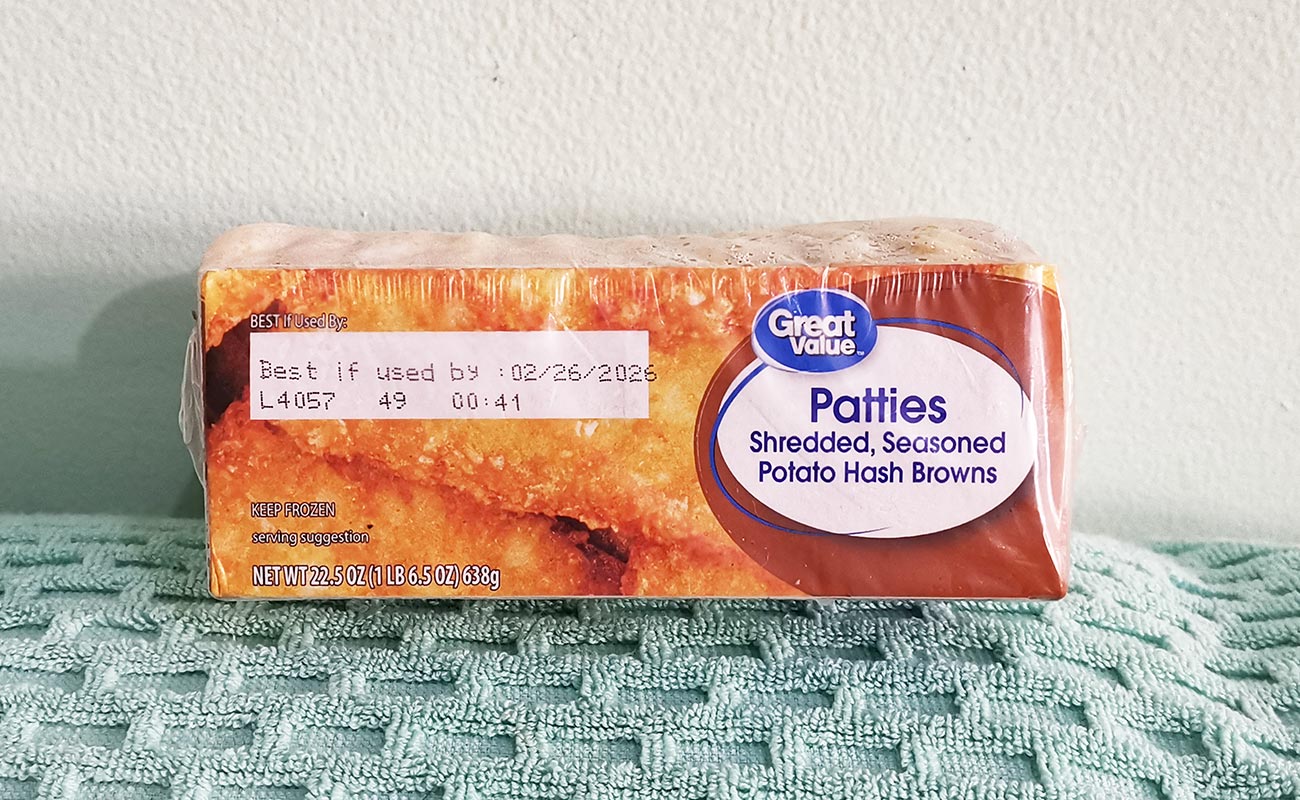 BEST If Used By:
Best if used by :02/26/2026
L4057 49 00:41
KEEP FROZEN
serving suggestion
NET WT 22.5 OZ (1 LB 6.5 OZ) 638g
Great
Value™
Patties
Shredded, Seasoned
Potato Hash Browns